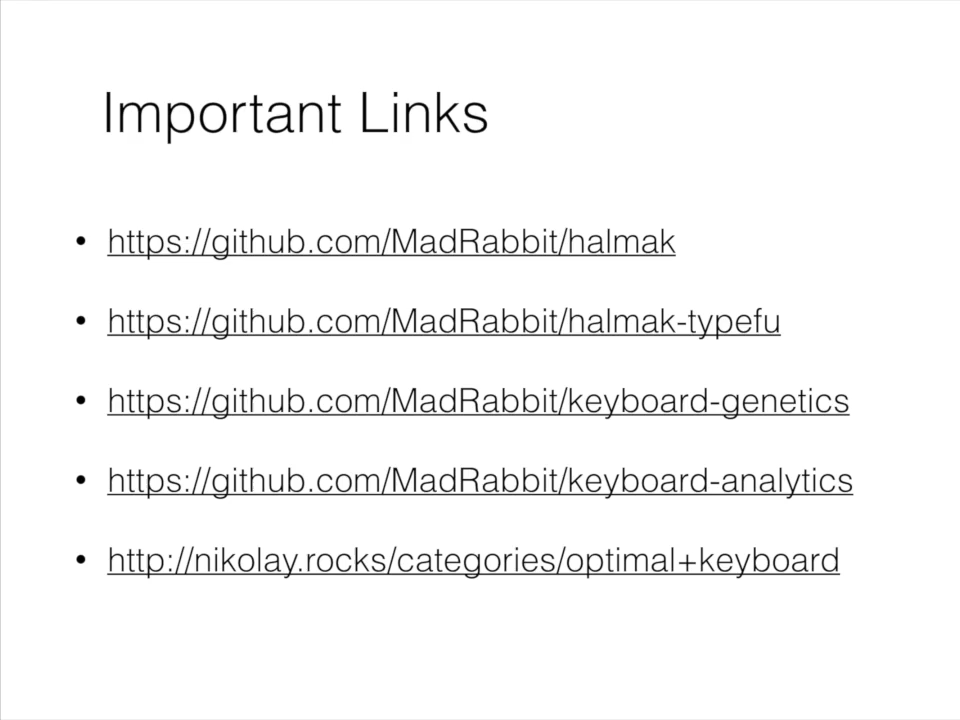 Important Links
• https://github.com/MadRabbit/halmak
• https://github.com/MadRabbit/halmak-typefu
• https://github.com/MadRabbit/keyboard-genetics
• https://github.com/MadRabbit/keyboard-analytics
• http://nikolay.rocks/categories/optimal+keyboard